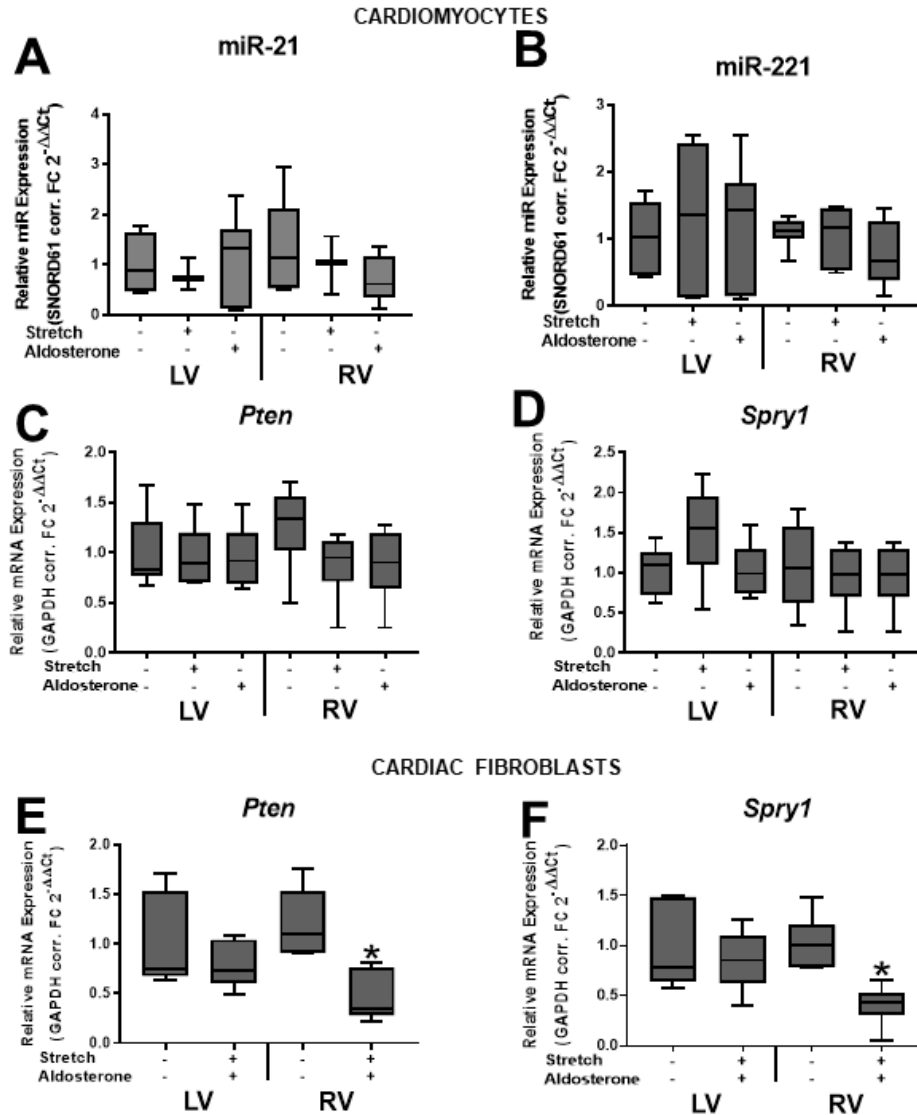 CARDIOMYOCYTES
A
miR-21
Relative miR Expression
(SNORD61 corr. FC 2^-ΔΔCt)
4
3
2
1
0
Stretch - + - - + -
Aldosterone - - + - - +
LV RV
B
miR-221
Relative miR Expression
(SNORD61 corr. FC 2^-ΔΔCt)
3
2
1
0
Stretch - + - - + -
Aldosterone - - + - - +
LV RV
C
Pten
Relative mRNA Expression
(GAPDH corr. FC 2^-ΔΔCt)
2.0
1.5
1.0
0.5
0.0
Stretch - + - - + -
Aldosterone - - + - - +
LV RV
D
Spry1
Relative mRNA Expression
(GAPDH corr. FC 2^-ΔΔCt)
2.5
2.0
1.5
1.0
0.5
0.0
Stretch - + - - + -
Aldosterone - - + - - +
LV RV
CARDIAC FIBROBLASTS
E
Pten
Relative mRNA Expression
(GAPDH corr. FC 2^-ΔΔCt)
2.0
1.5
1.0
0.5
0.0
*
Stretch - + - +
Aldosterone - + - +
LV RV
F
Spry1
Relative mRNA Expression
(GAPDH corr. FC 2^-ΔΔCt)
2.0
1.5
1.0
0.5
0.0
*
Stretch - + - +
Aldosterone - + - +
LV RV